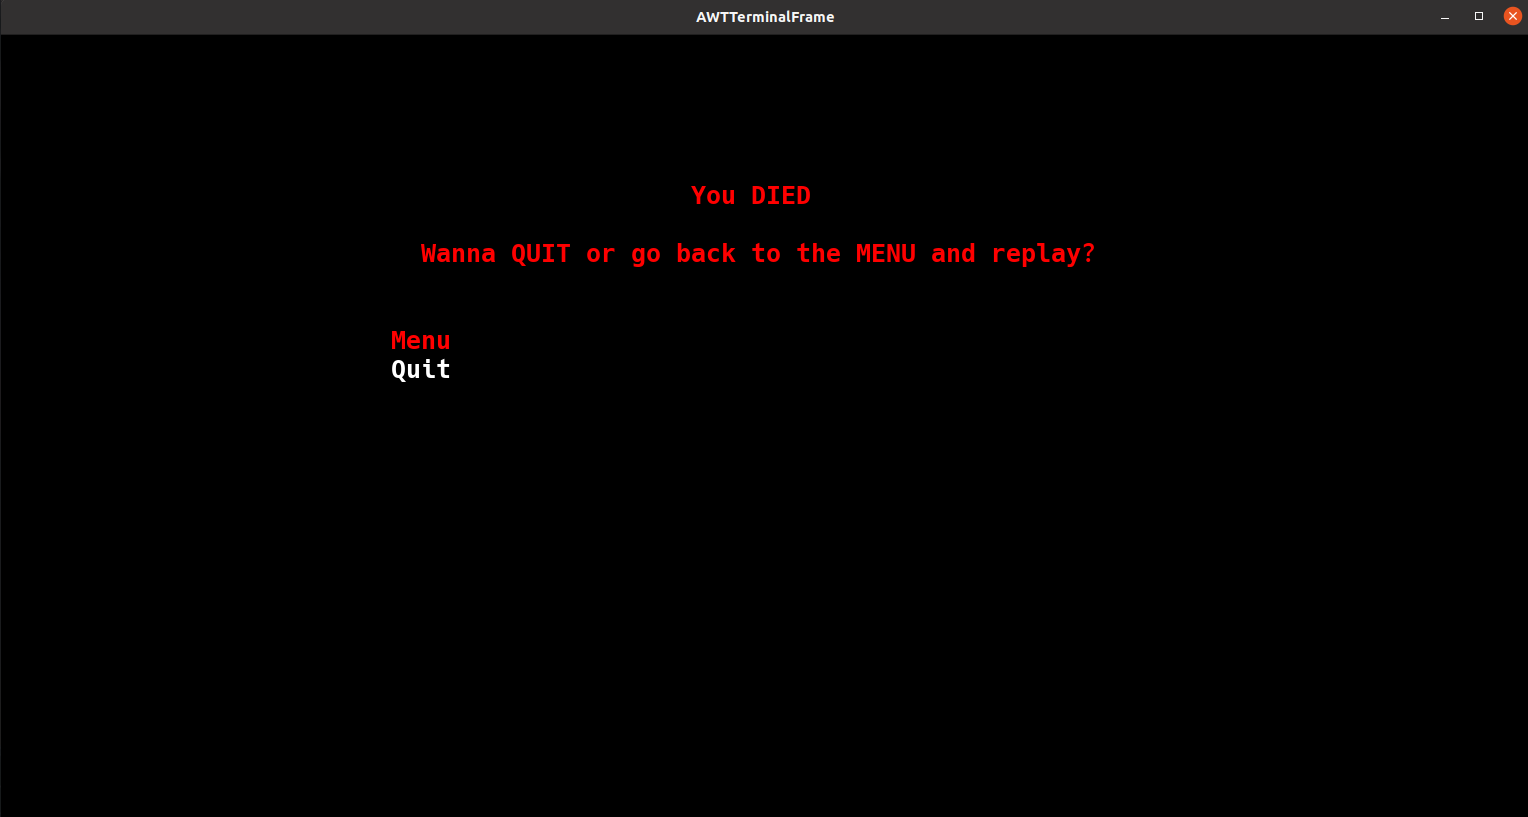 AWTTerminalFrame
You DIED
Wanna QUIT or go back to the MENU and replay?
Menu
Quit